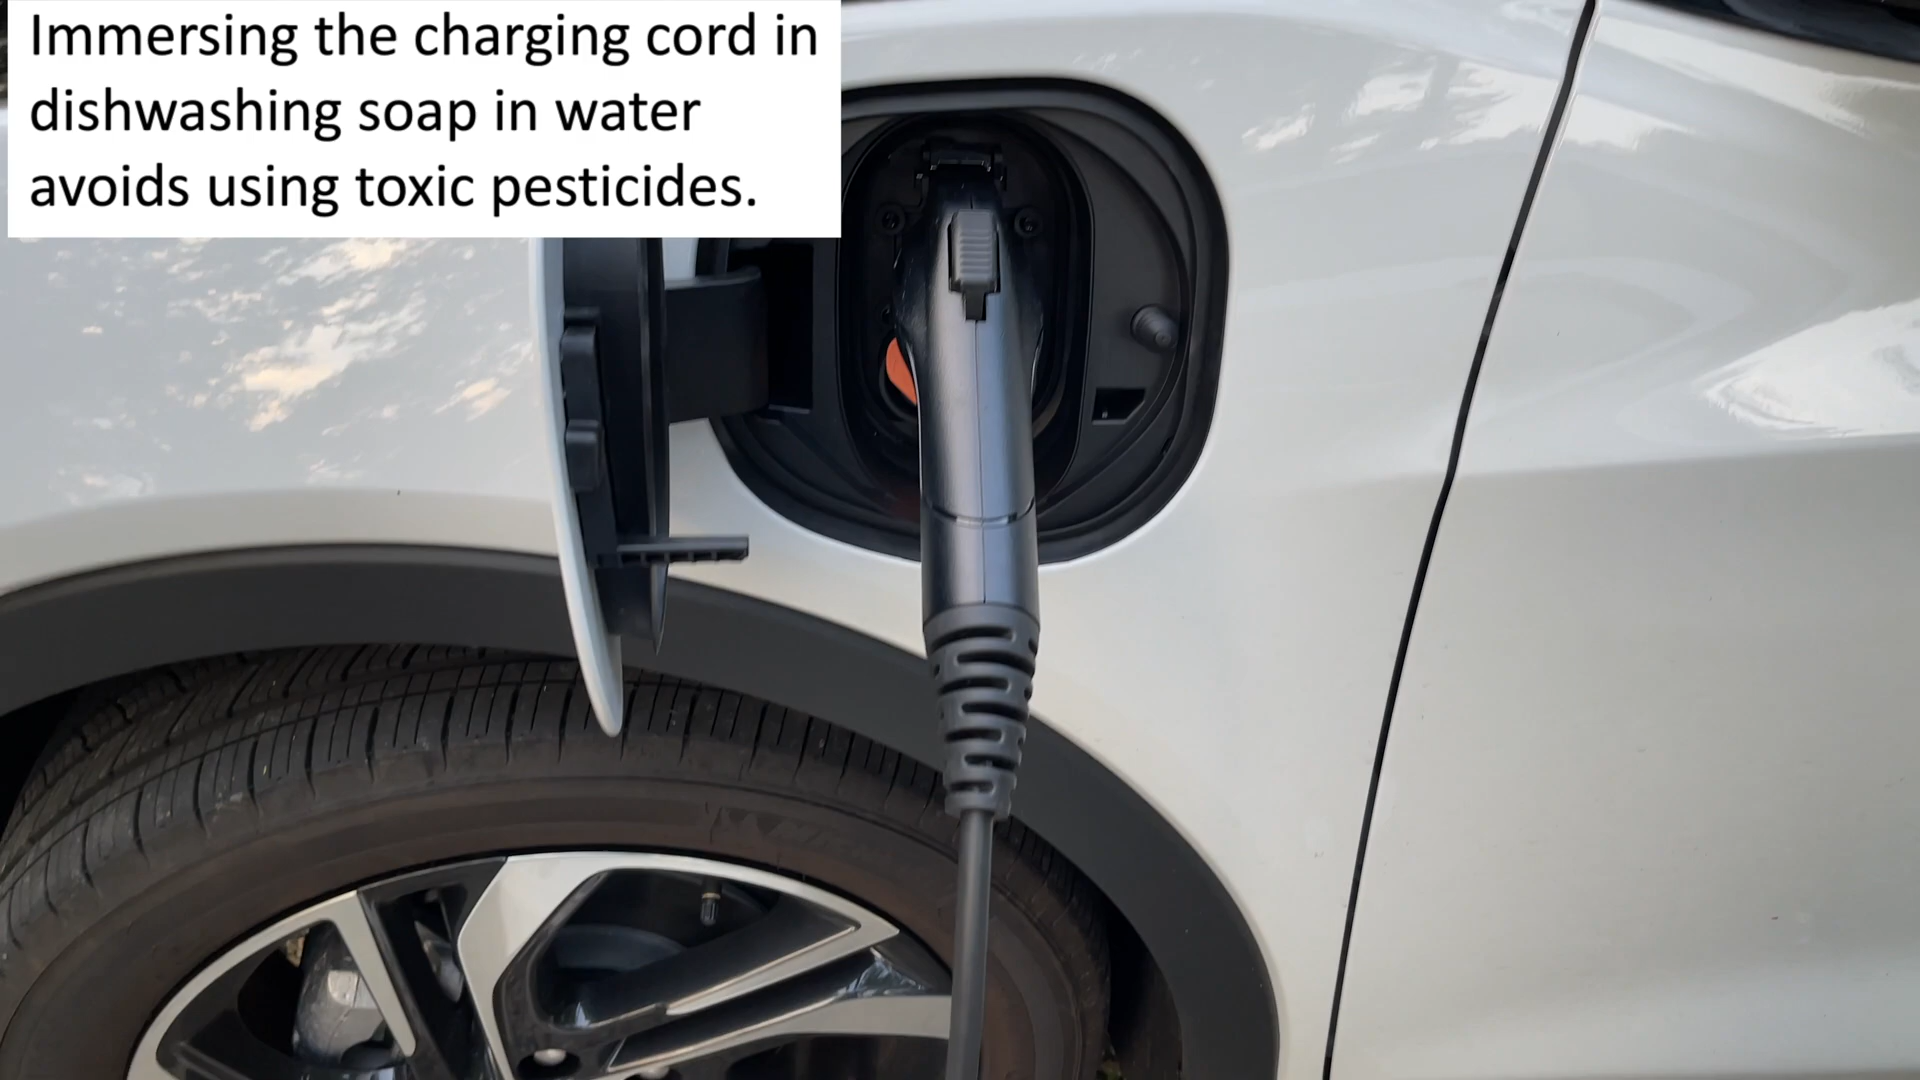 Immersing the charging cord in
dishwashing soap in water
avoids using toxic pesticides.